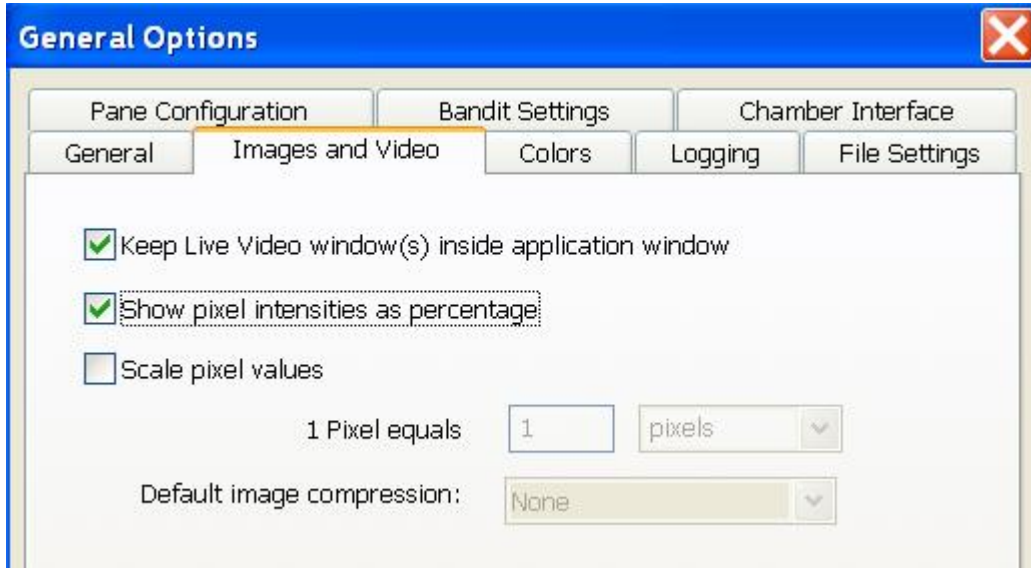 General Options
Pane Configuration Bandit Settings Chamber Interface
General Images and Video Colors Logging File Settings
Keep Live Video window(s) inside application window
Show pixel intensities as percentage
Scale pixel values
1 Pixel equals 1 pixels
Default image compression: None